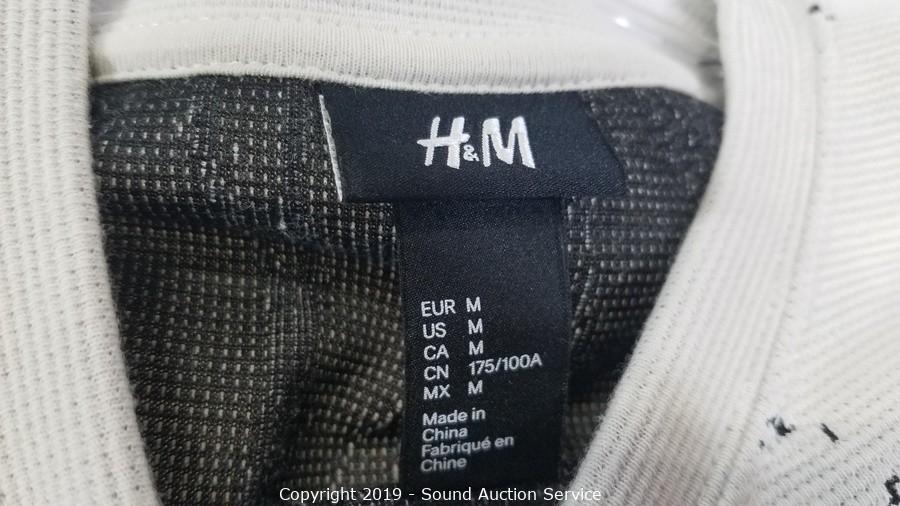 H&M
EUR M
US M
CA M
CN 175/100A
MX M
Made in
China
Fabriqué en
Chine
Copyright 2019 - Sound Auction Service